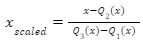 x_scaled = (x-Q_2(x))/(Q_3(x)-Q_1(x))